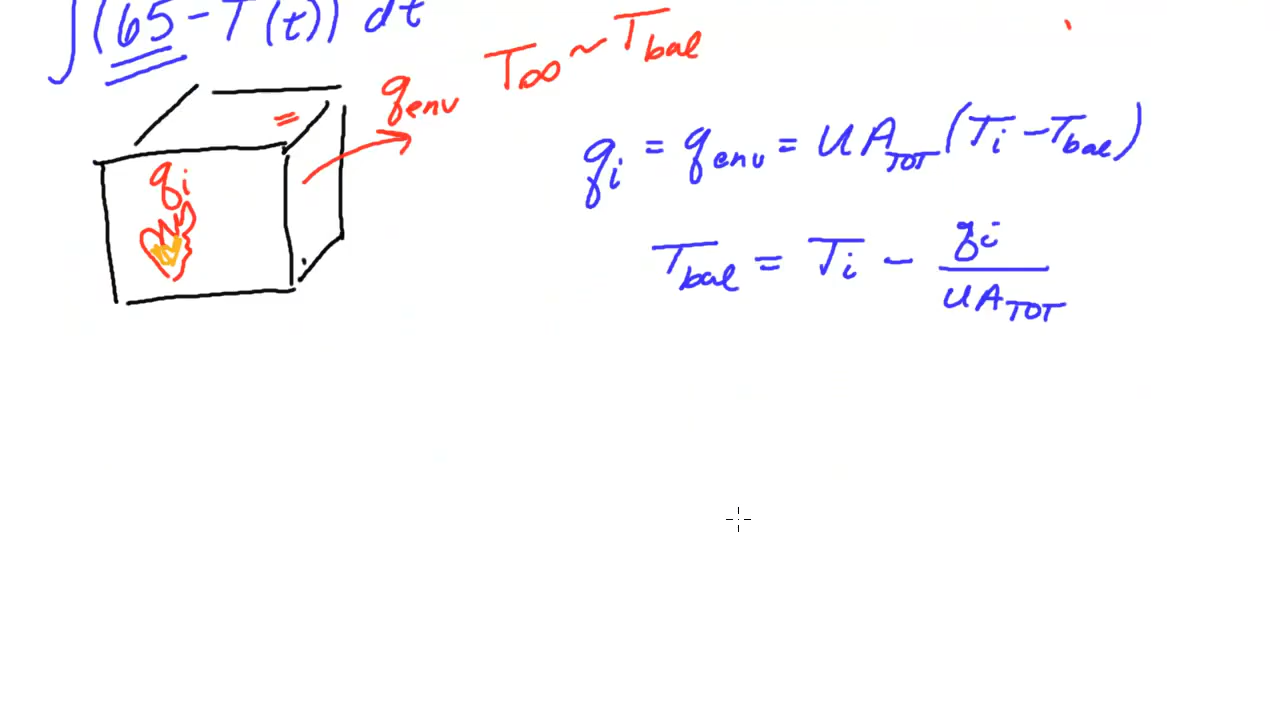 ∫(65 - T(t)) dt
T∞ ~ Tbal
qenv
qi = qenv = UATOT (Ti - Tbal)
qi
Tbal = Ti - qi / UATOT